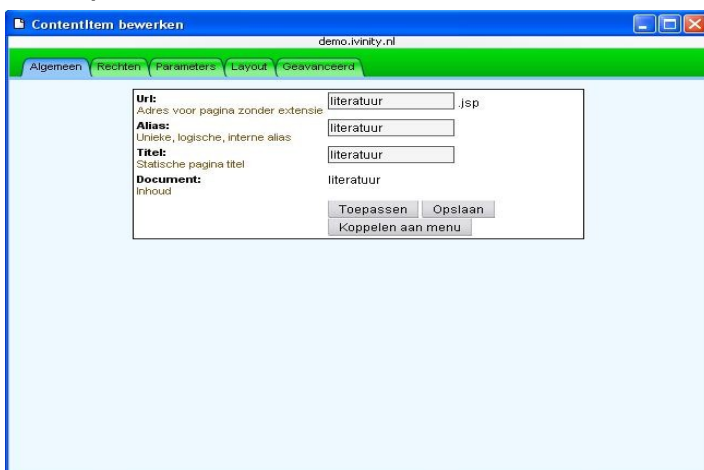 ContentItem bewerken
demo.ivinity.nl
Algemeen Rechten Parameters Layout Geavanceerd
Url:
Adres voor pagina zonder extensie
literatuur .jsp
Alias:
Unieke, logische, interne alias
literatuur
Titel:
Statische pagina titel
literatuur
Document:
Inhoud
literatuur
Toepassen Opslaan
Koppelen aan menu